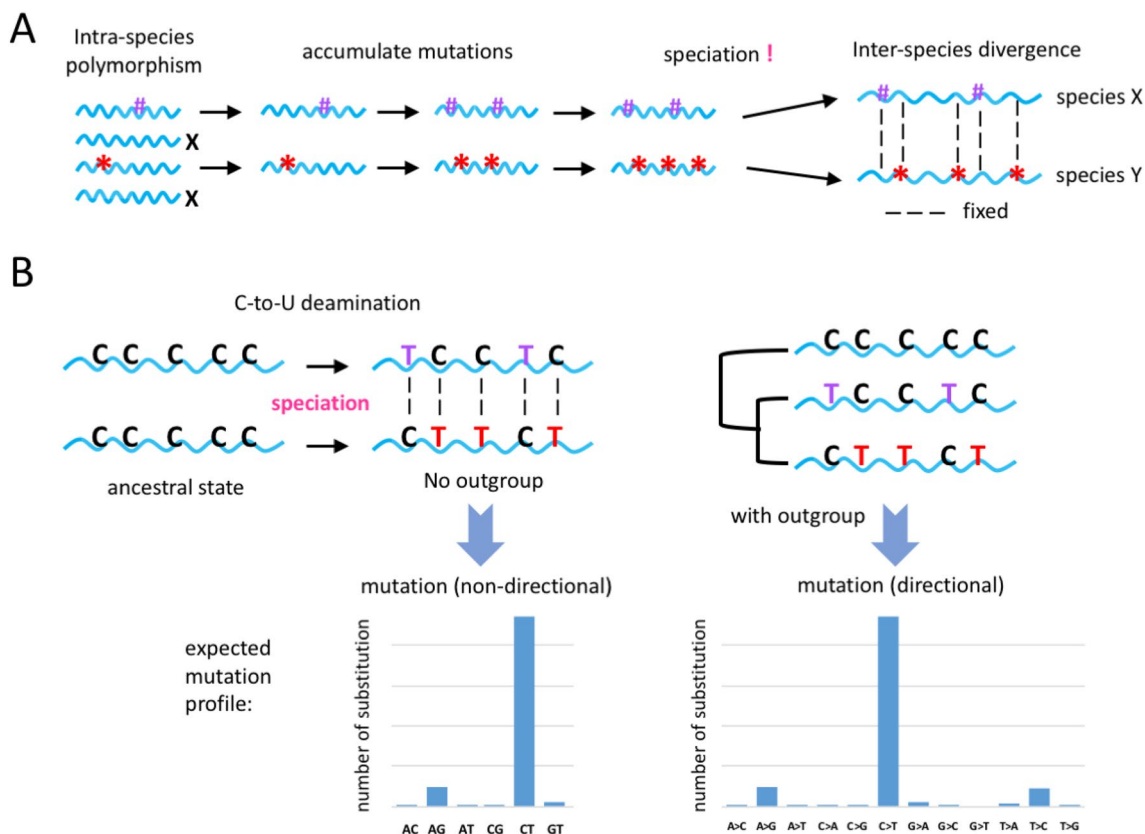 A
Intra-species
polymorphism
accumulate mutations
speciation !
Inter-species divergence
# # # # # # # # #
species X
X
* * * * * * * * * *
species Y
X
— — — fixed
B
C-to-U deamination
C C C C C
T C C T C
C C C C C
T C C T C
speciation
C C C C C
C T T C T
C T T C T
ancestral state
No outgroup
with outgroup
mutation (non-directional)
mutation (directional)
expected
mutation
profile:
number of substitution
AC AG AT CG CT GT
number of substitution
A>C A>G A>T C>A C>G C>T G>A G>C G>T T>A T>C T>G